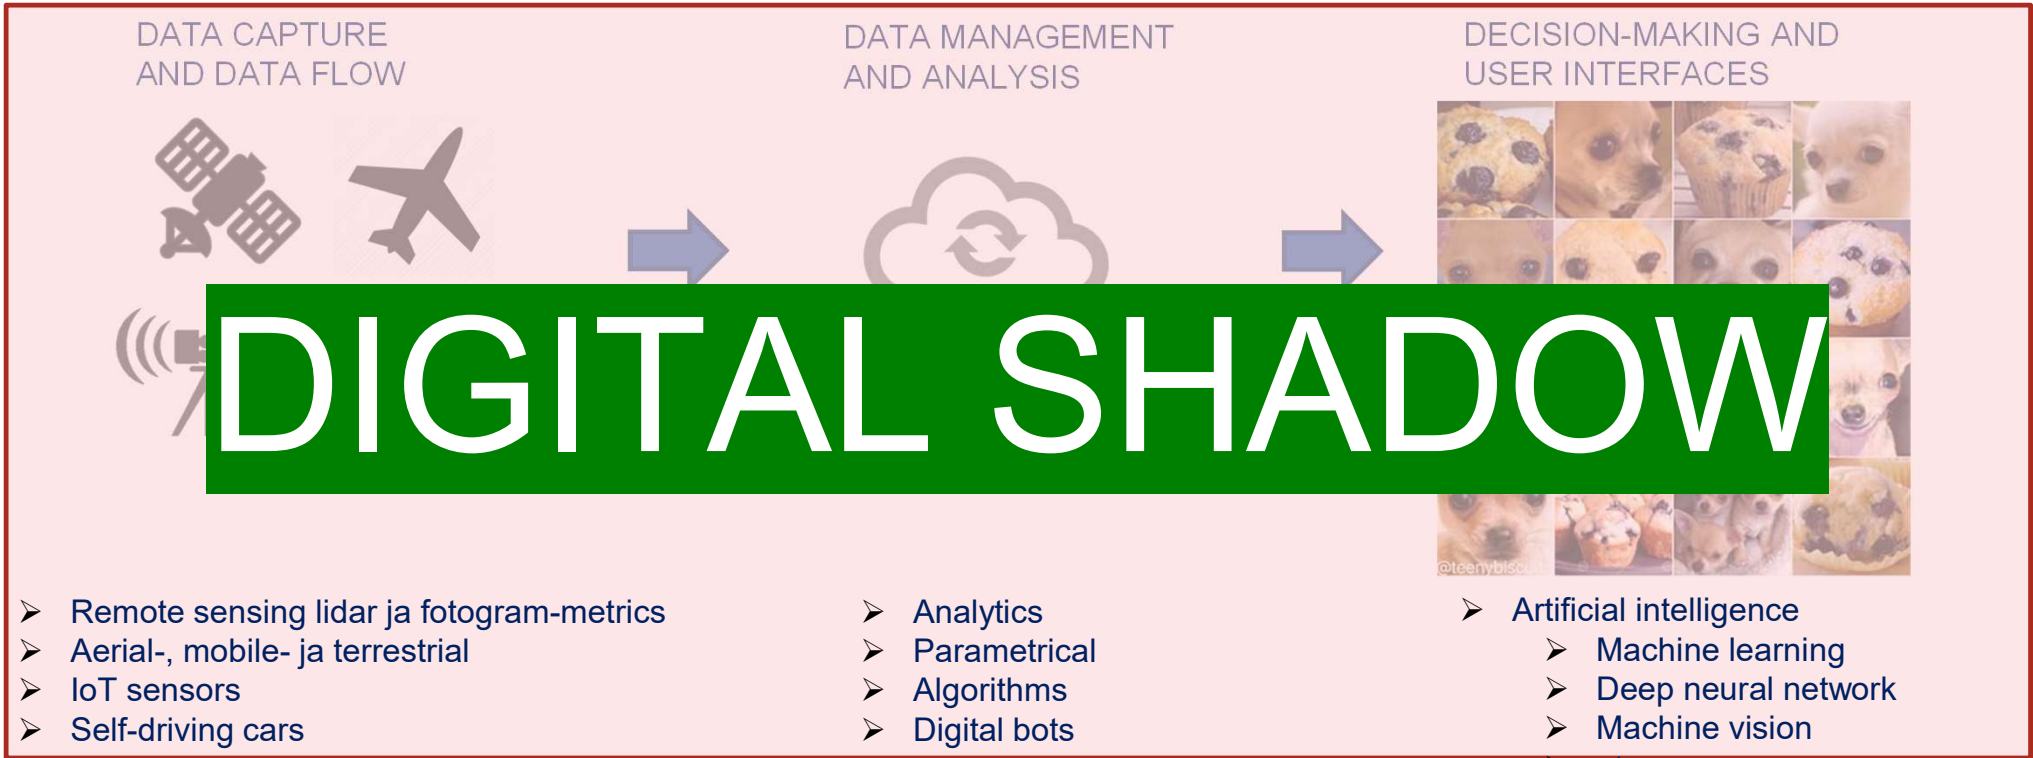 DATA CAPTURE
AND DATA FLOW
DATA MANAGEMENT
AND ANALYSIS
DECISION-MAKING AND
USER INTERFACES
DIGITAL SHADOW
➢ Remote sensing lidar ja fotogram-metrics
➢ Aerial-, mobile- ja terrestrial
➢ IoT sensors
➢ Self-driving cars
➢ Analytics
➢ Parametrical
➢ Algorithms
➢ Digital bots
@teenybiscuit
➢ Artificial intelligence
➢ Machine learning
➢ Deep neural network
➢ Machine vision